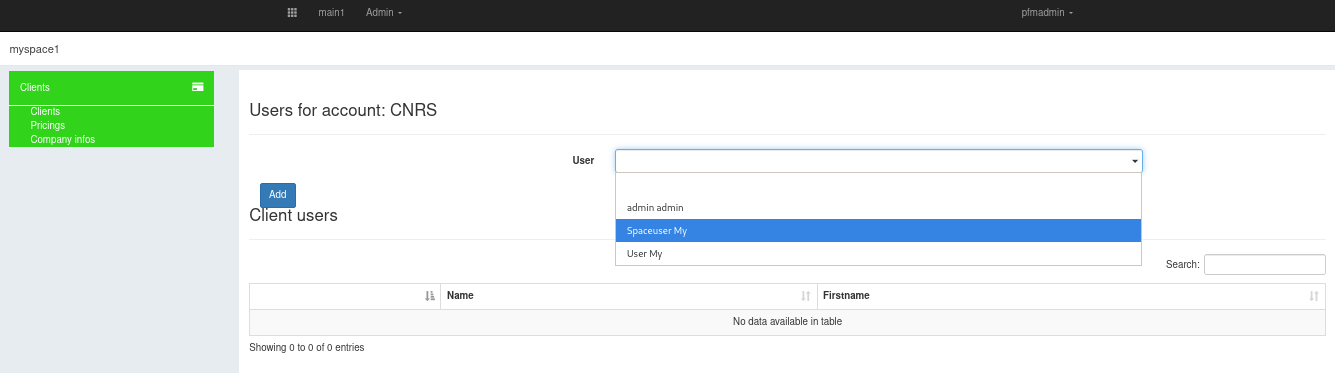 main1 Admin pfmadmin
myspace1
Clients
Clients
Pricings
Company infos
Users for account: CNRS
User
admin admin
Spaceuser My
User My
Add
Client users
Search:
Name Firstname
No data available in table
Showing 0 to 0 of 0 entries